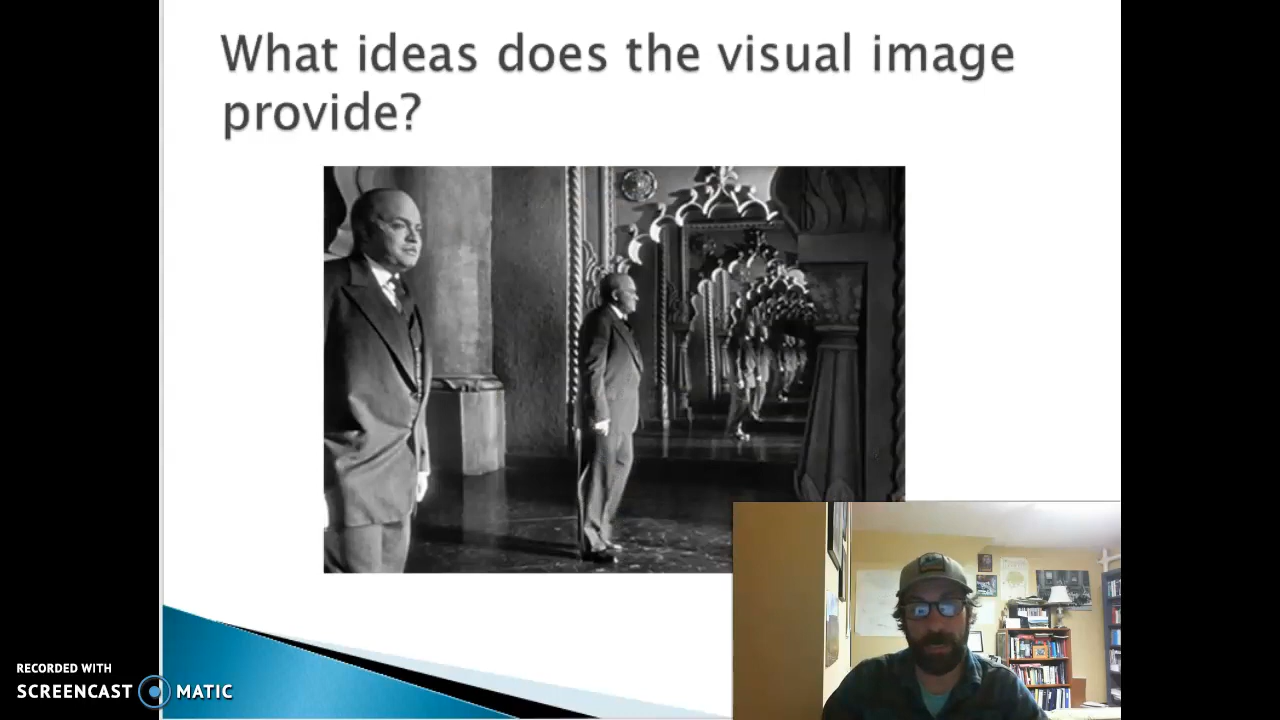 What ideas does the visual image
provide?
RECORDED WITH
SCREENCAST MATIC